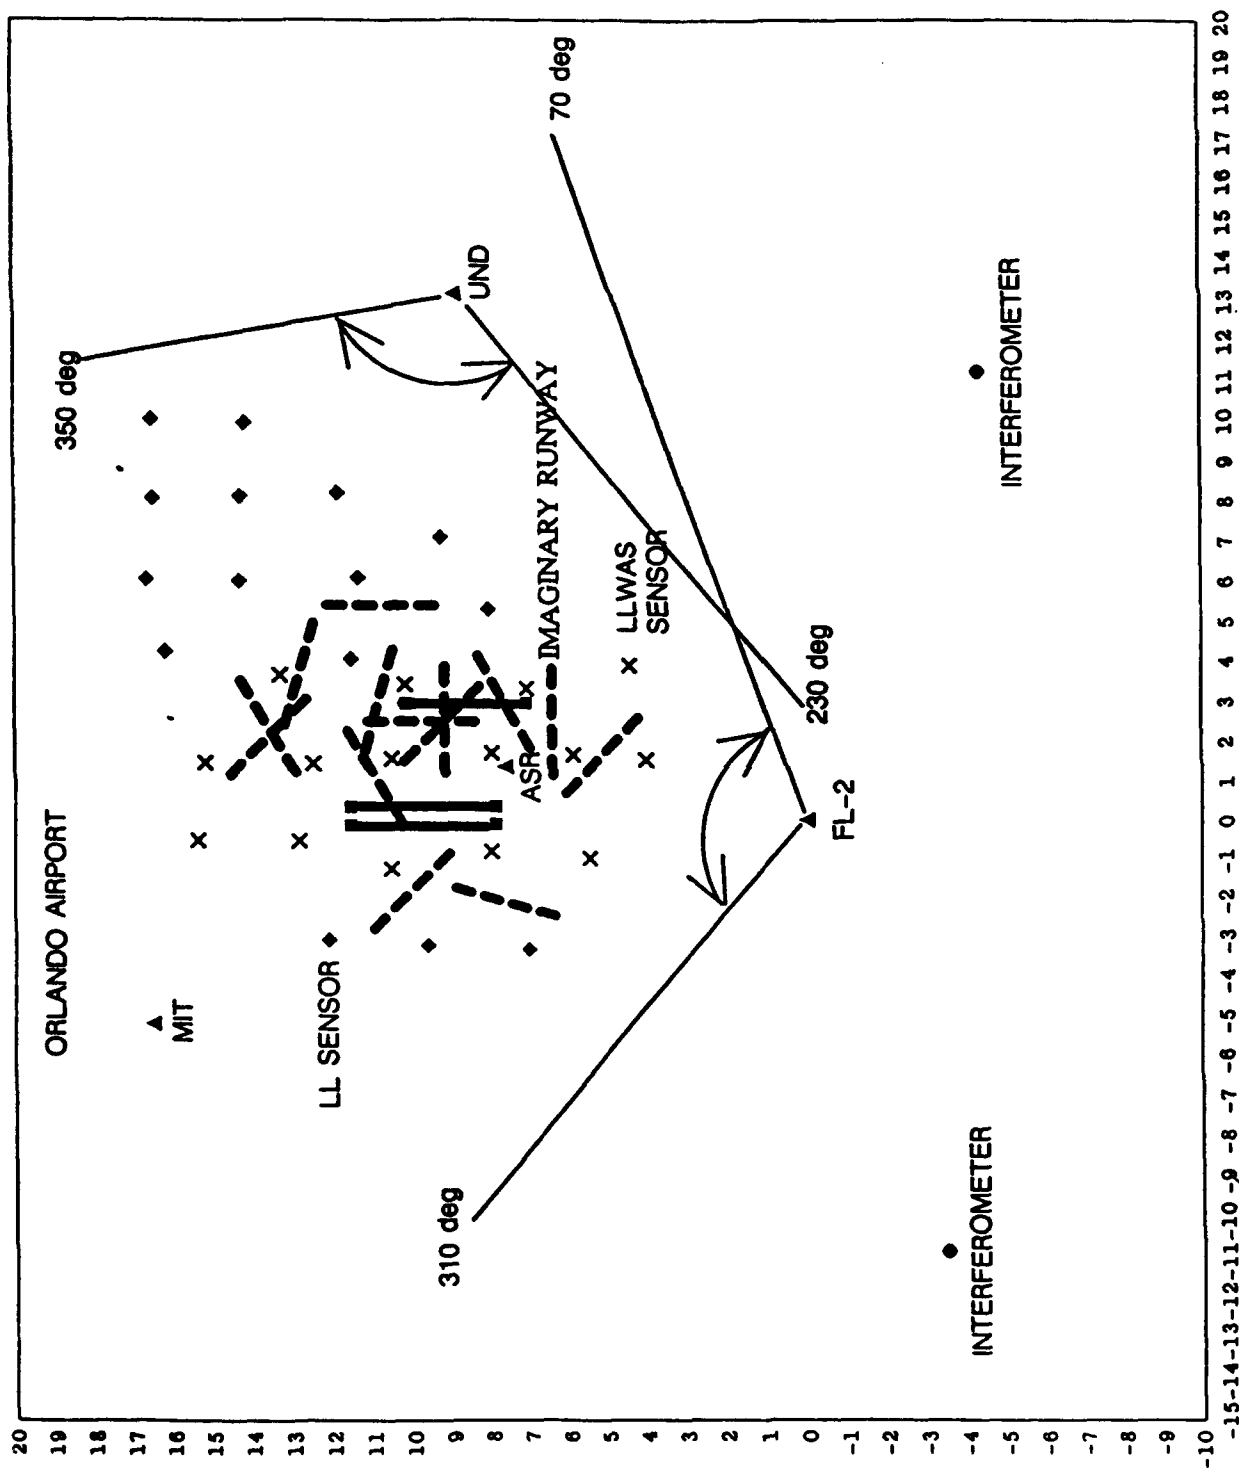 ORLANDO AIRPORT
350 deg
MIT
LL SENSOR
UND
70 deg
IMAGINARY RUNWAY
ASR
LLWAS
SENSOR
310 deg
230 deg
FL-2
INTERFEROMETER
INTERFEROMETER
20
19
18
17
16
15
14
13
12
11
10
9
8
7
6
5
4
3
2
1
0
-1
-2
-3
-4
-5
-6
-7
-8
-9
-10
-15-14-13-12-11-10-9 -8 -7 -6 -5 -4 -3 -2 -1 0 1 2 3 4 5 6 7 8 9 10 11 12 13 14 15 16 17 18 19 20